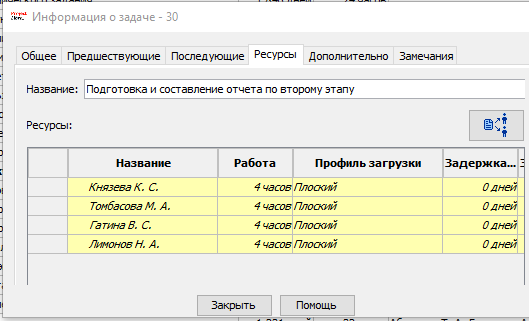 Информация о задаче - 30
Общее Предшествующие Последующие Ресурсы Дополнительно Замечания
Название: Подготовка и составление отчета по второму этапу
Ресурсы:
Название Работа Профиль загрузки Задержка...
Князева К. С. 4 часов Плоский 0 дней
Томбасова М. А. 4 часов Плоский 0 дней
Гатина В. С. 4 часов Плоский 0 дней
Лимонов Н. А. 4 часов Плоский 0 дней
Закрыть Помощь